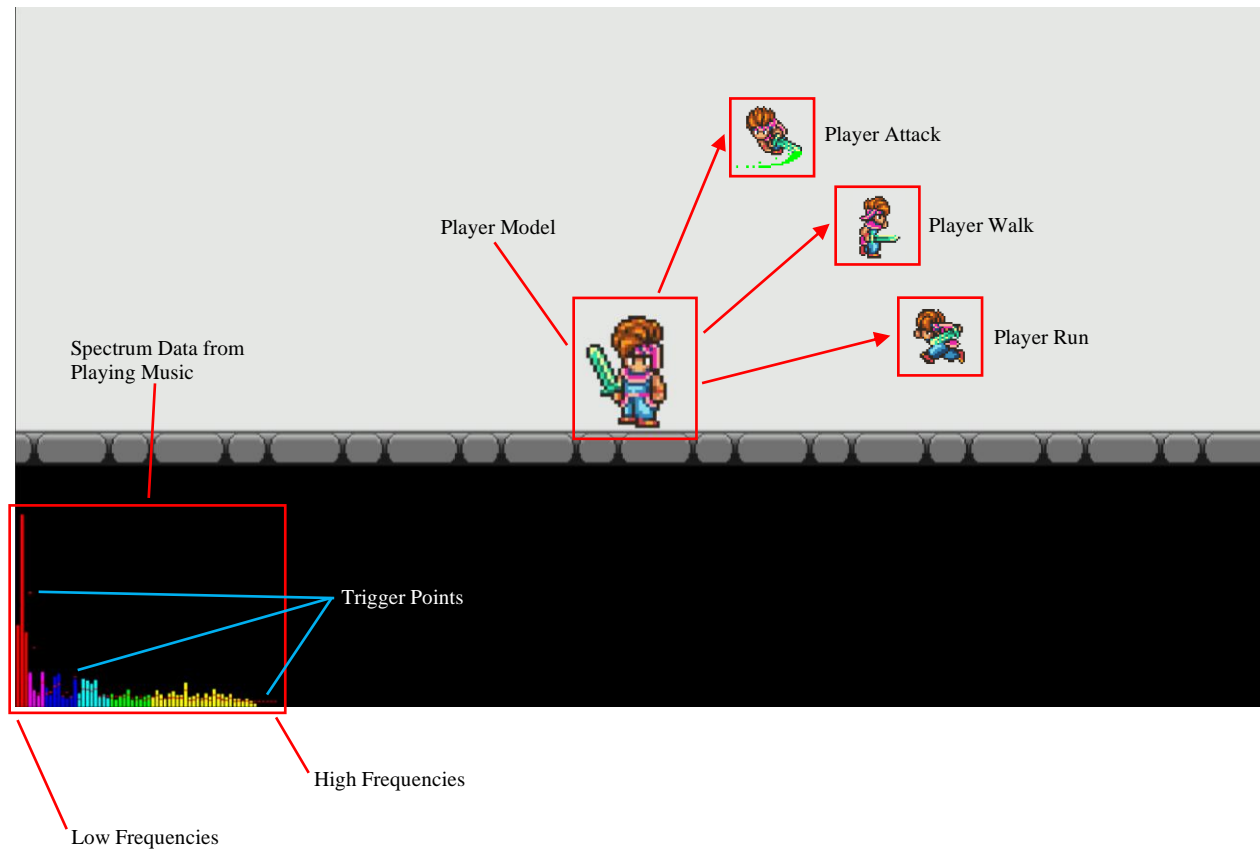 Player Attack
Player Walk
Player Model
Player Run
Spectrum Data from
Playing Music
Trigger Points
High Frequencies
Low Frequencies